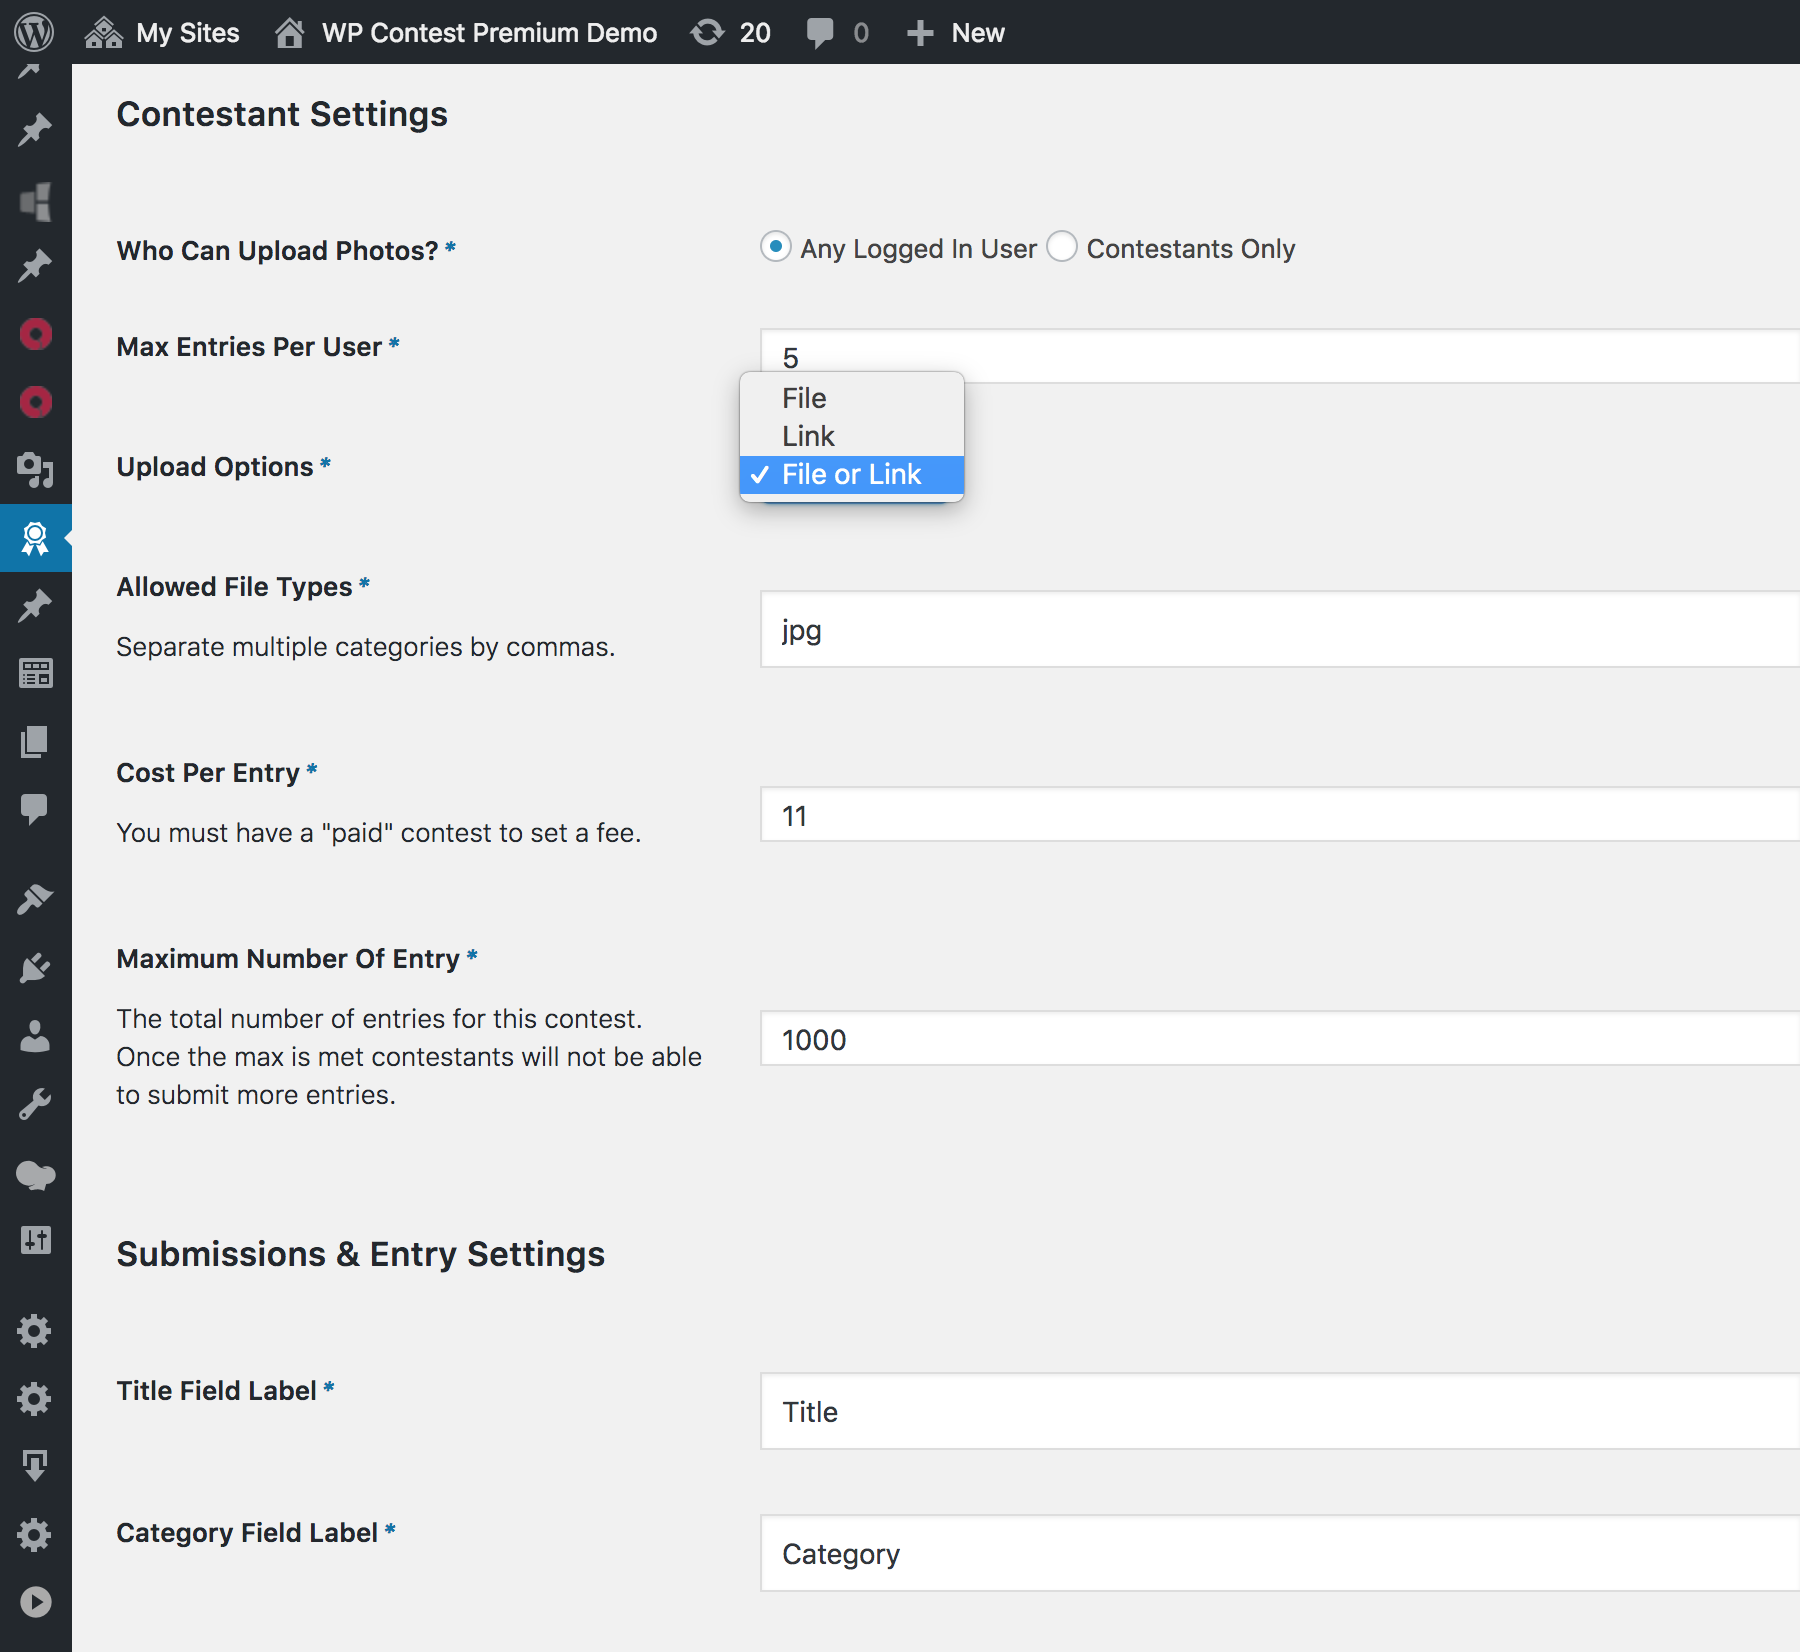 My Sites WP Contest Premium Demo 20 0 New
Contestant Settings
Who Can Upload Photos? * Any Logged In User Contestants Only
Max Entries Per User * 5
File
Link
Upload Options * ✓ File or Link
Allowed File Types *
jpg
Separate multiple categories by commas.
Cost Per Entry *
11
You must have a "paid" contest to set a fee.
Maximum Number Of Entry *
The total number of entries for this contest.
1000
Once the max is met contestants will not be able
to submit more entries.
Submissions & Entry Settings
Title Field Label *
Title
Category Field Label *
Category